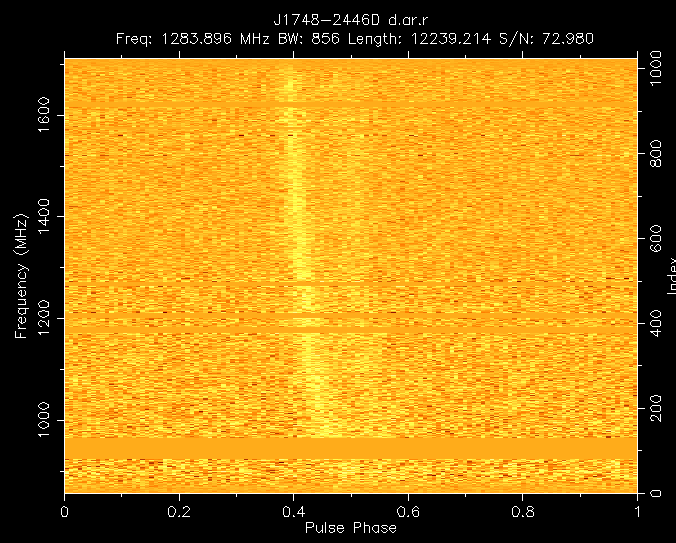 J1748-2446D d.ar.r
Freq: 1283.896 MHz BW: 856 Length: 12239.214 S/N: 72.980
Frequency (MHz)
1600
1400
1200
1000
1000
800
600
400
200
0
Index
0 0.2 0.4 0.6 0.8 1
Pulse Phase